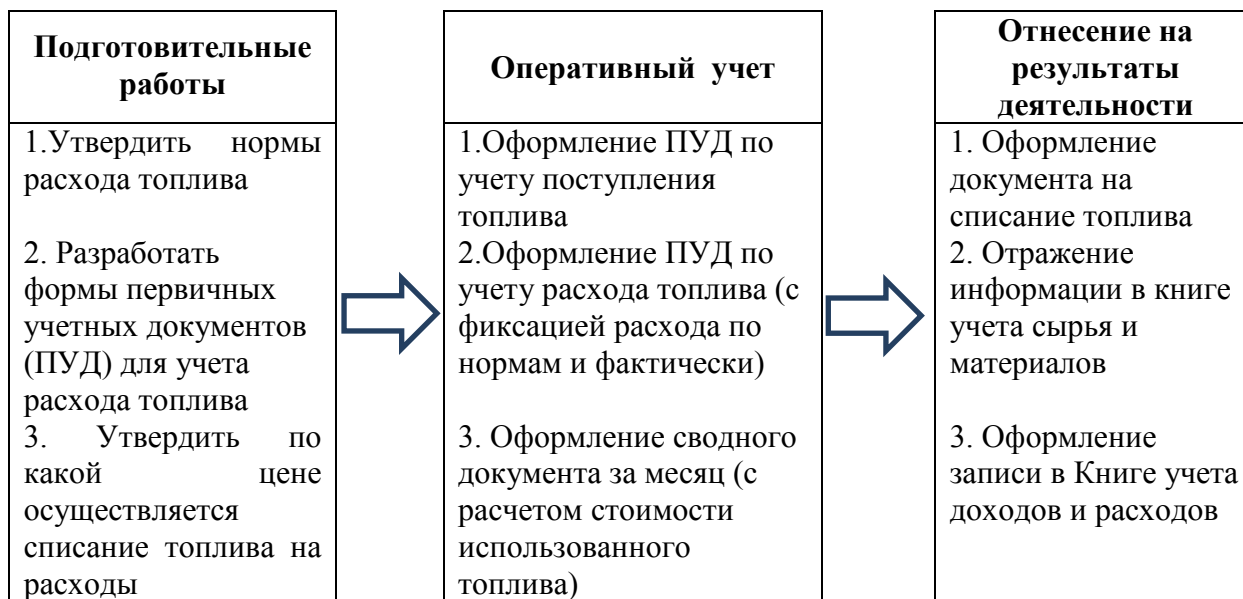 Подготовительные
работы
1.Утвердить нормы
расхода топлива
2. Разработать
формы первичных
учетных документов
(ПУД) для учета
расхода топлива
3. Утвердить по
какой цене
осуществляется
списание топлива на
расходы
Оперативный учет
1.Оформление ПУД по
учету поступления
топлива
2.Оформление ПУД по
учету расхода топлива (с
фиксацией расхода по
нормам и фактически)
3. Оформление сводного
документа за месяц (с
расчетом стоимости
использованного
топлива)
Отнесение на
результаты
деятельности
1. Оформление
документа на
списание топлива
2. Отражение
информации в книге
учета сырья и
материалов
3. Оформление
записи в Книге учета
доходов и расходов